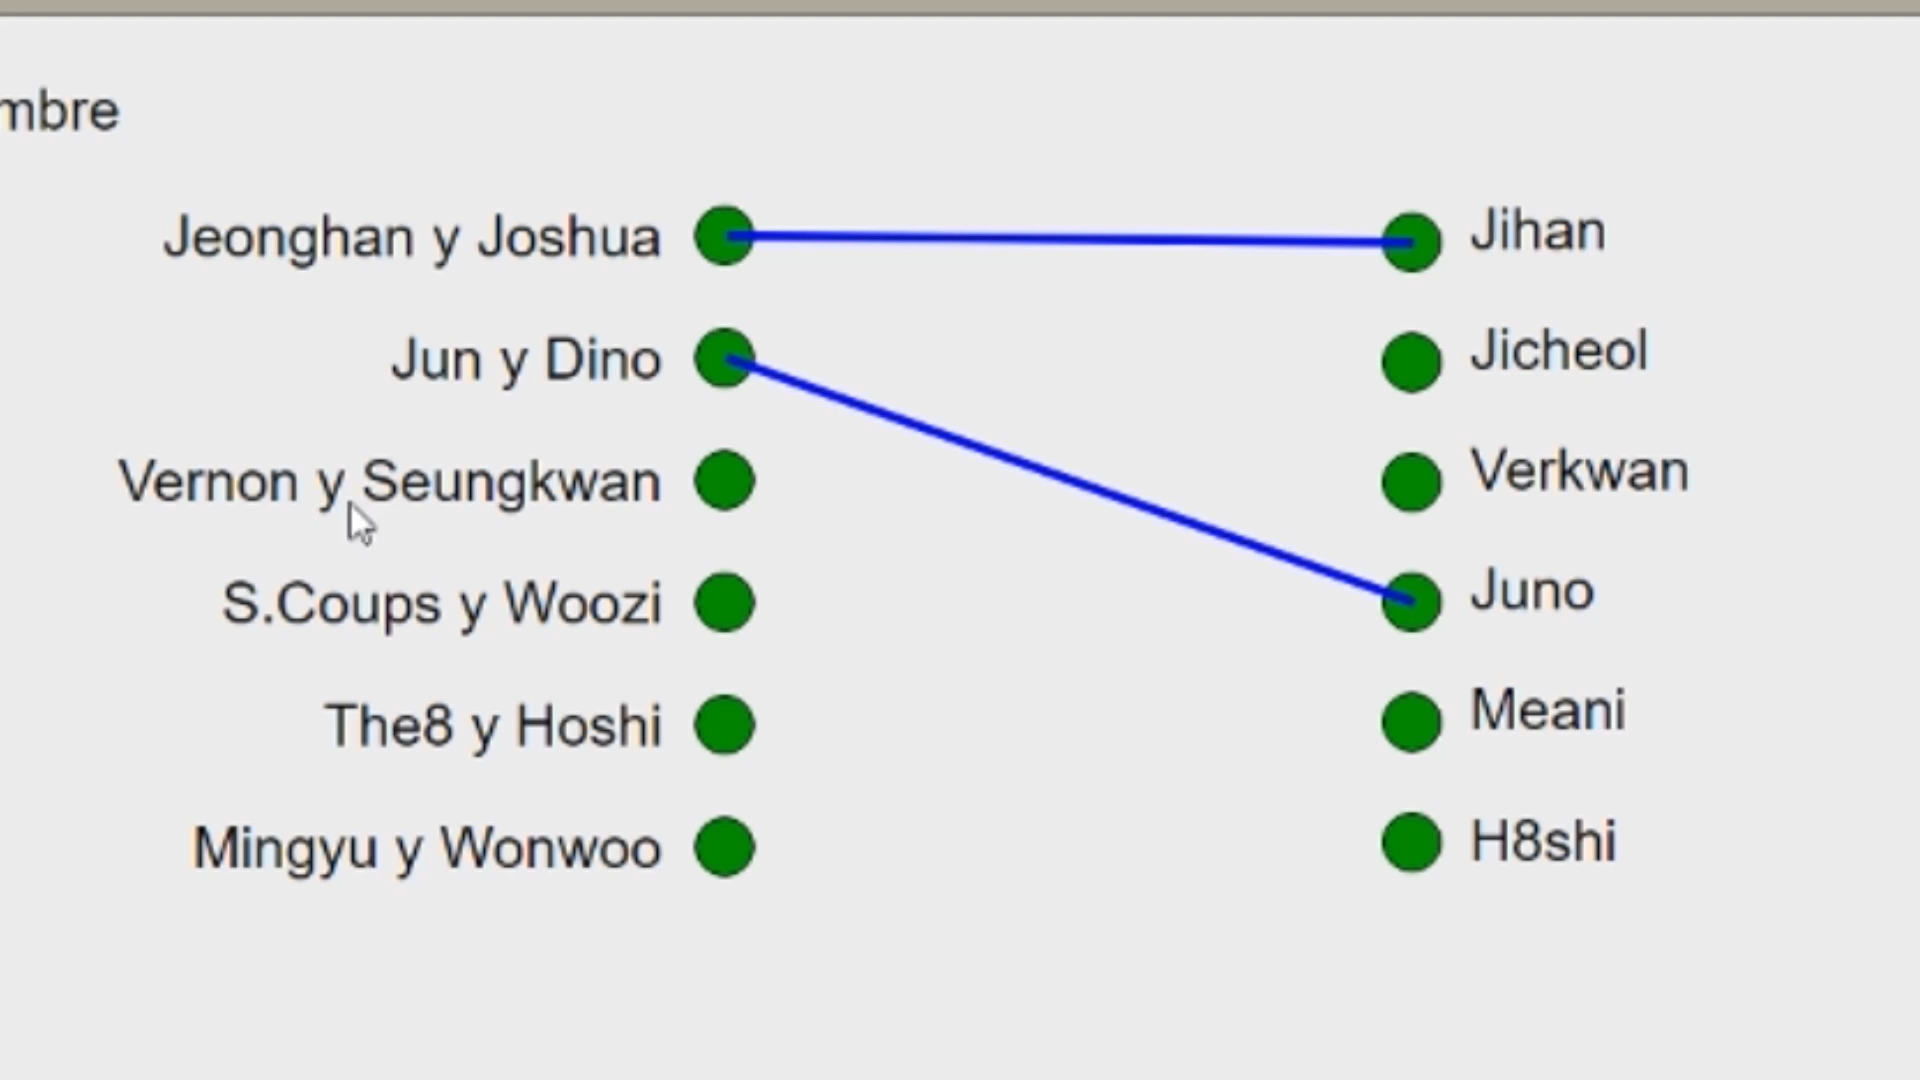 mbre
Jeonghan y Joshua
Jihan
Jun y Dino
Jicheol
Vernon y Seungkwan
Verkwan
S.Coups y Woozi
Juno
The8 y Hoshi
Meani
Mingyu y Wonwoo
H8shi